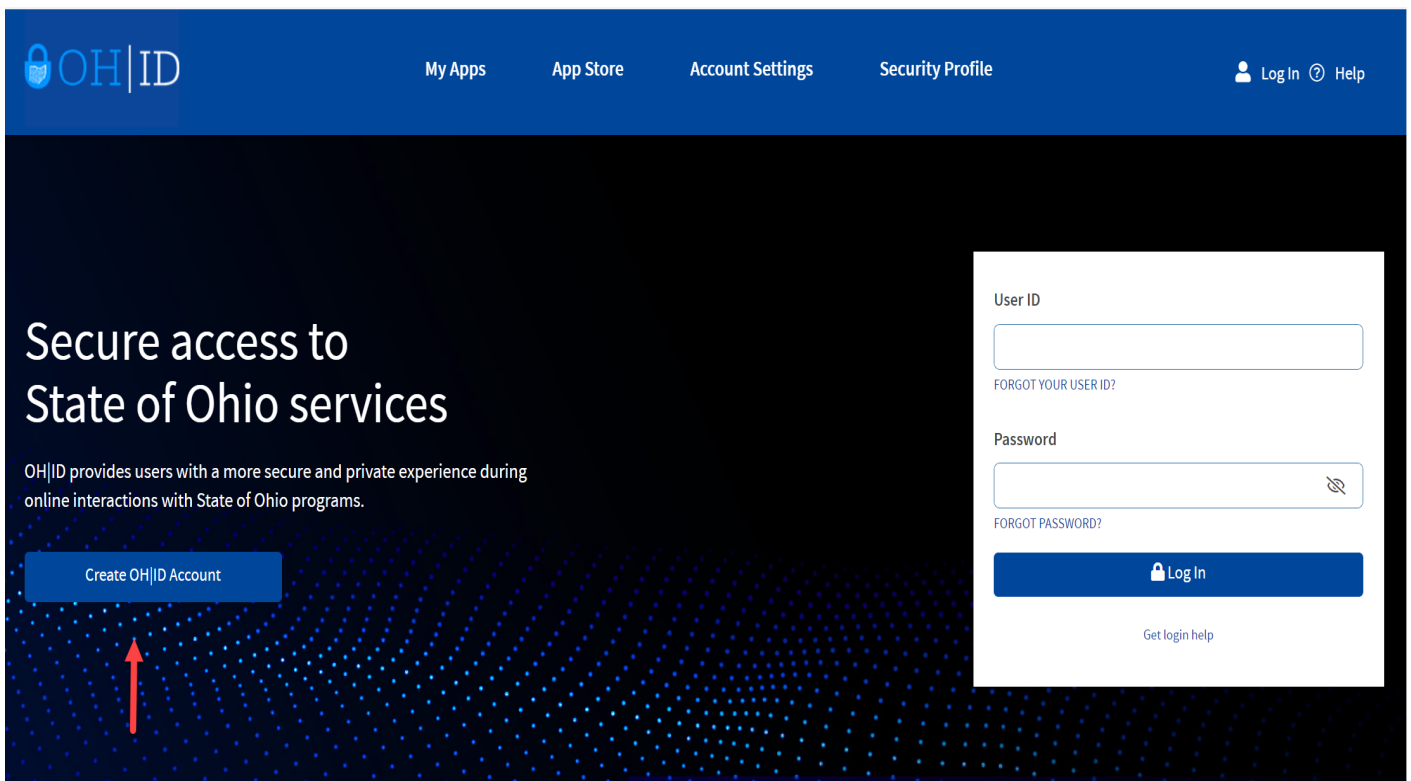 OH|ID
My Apps
App Store
Account Settings
Security Profile
Log In
Help
Secure access to
State of Ohio services
OH|ID provides users with a more secure and private experience during
online interactions with State of Ohio programs.
Create OH|ID Account
User ID
FORGOT YOUR USER ID?
Password
FORGOT PASSWORD?
Log In
Get login help